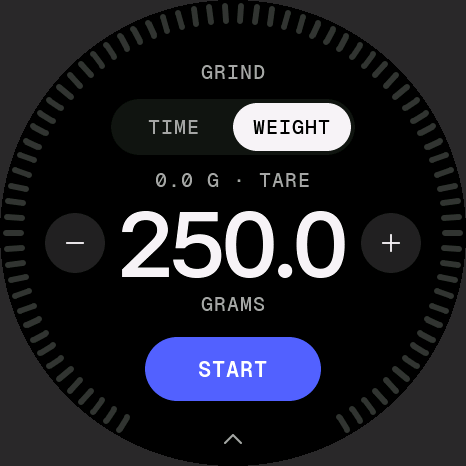 GRIND
TIME WEIGHT
0.0 G · TARE
− 250.0 +
GRAMS
START